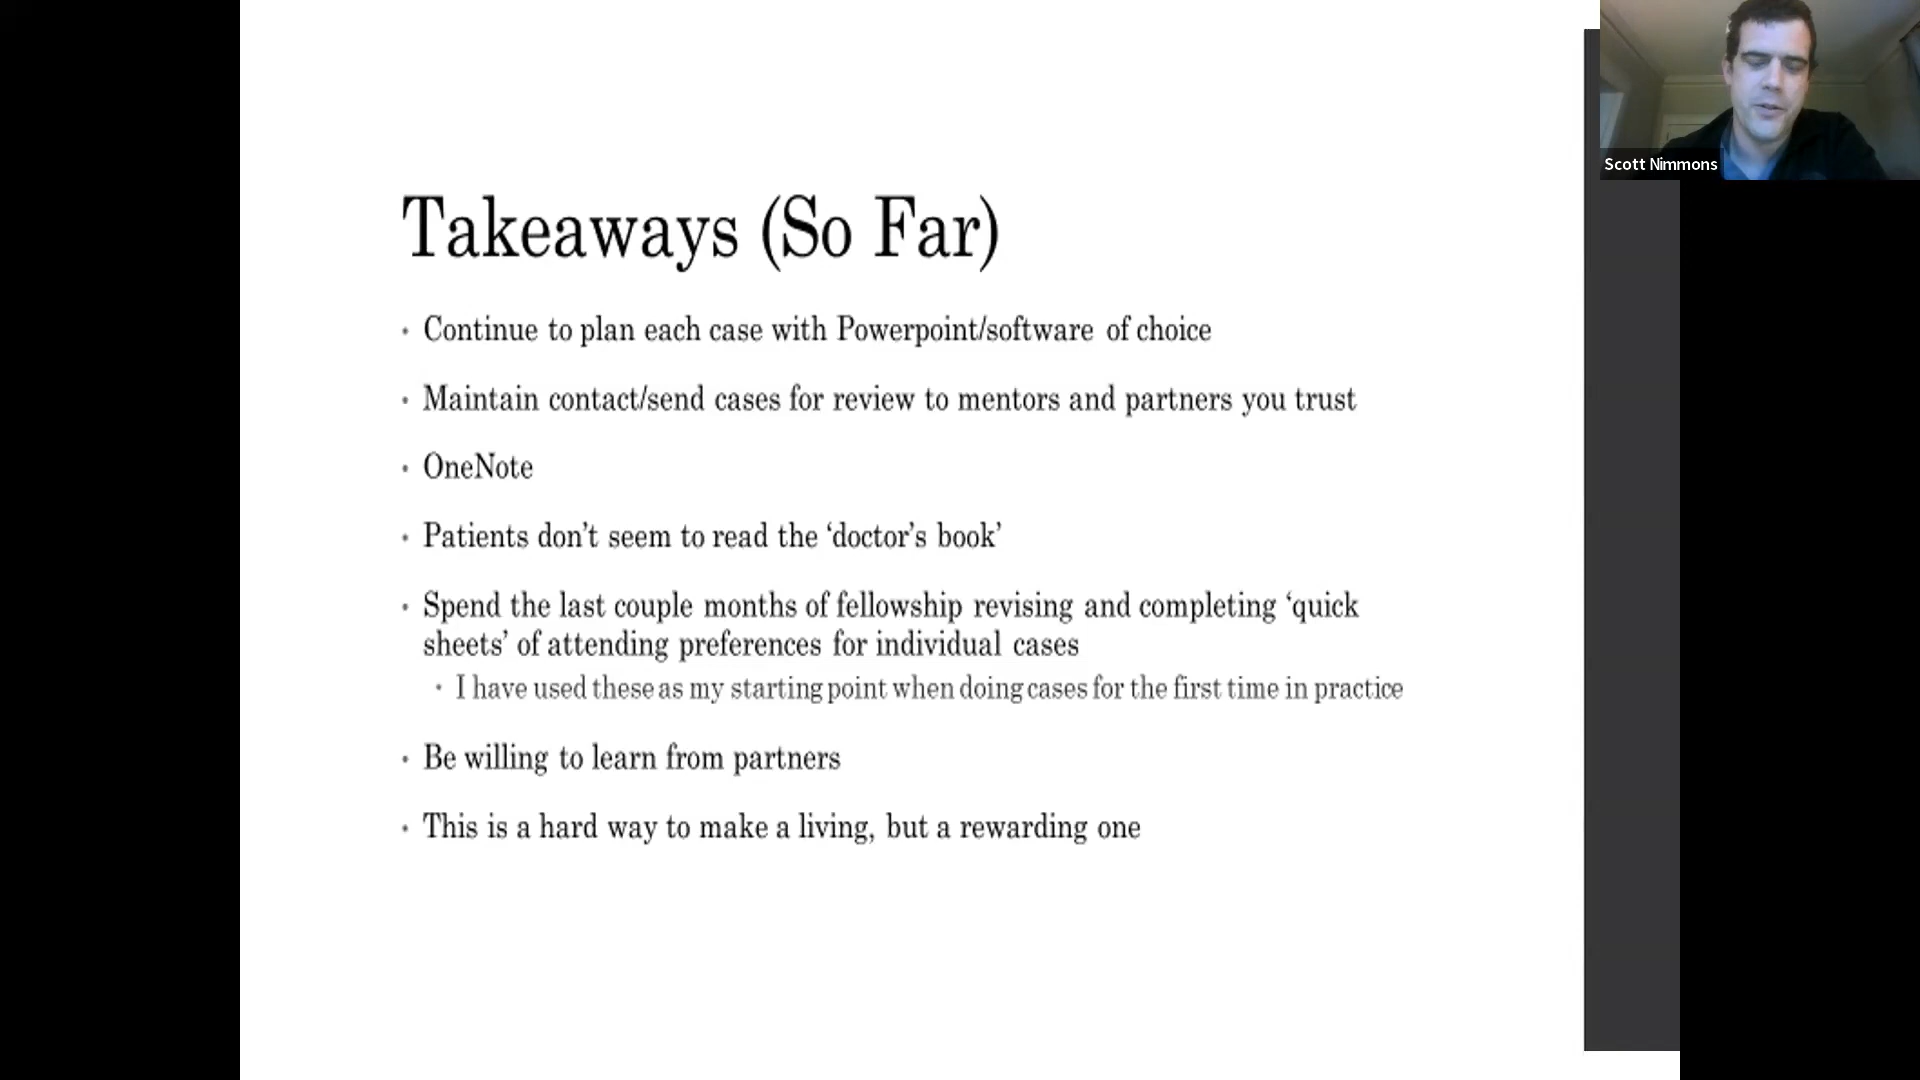 Scott Nimmons
Takeaways (So Far)
• Continue to plan each case with Powerpoint/software of choice
• Maintain contact/send cases for review to mentors and partners you trust
• OneNote
• Patients don’t seem to read the ‘doctor’s book’
• Spend the last couple months of fellowship revising and completing ‘quick
sheets’ of attending preferences for individual cases
• I have used these as my starting point when doing cases for the first time in practice
• Be willing to learn from partners
• This is a hard way to make a living, but a rewarding one